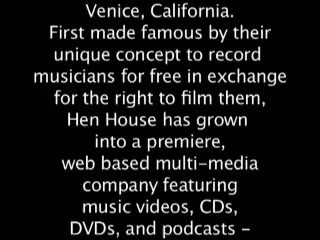 Venice, California.
First made famous by their
unique concept to record
musicians for free in exchange
for the right to film them,
Hen House has grown
into a premiere,
web based multi-media
company featuring
music videos, CDs,
DVDs, and podcasts -